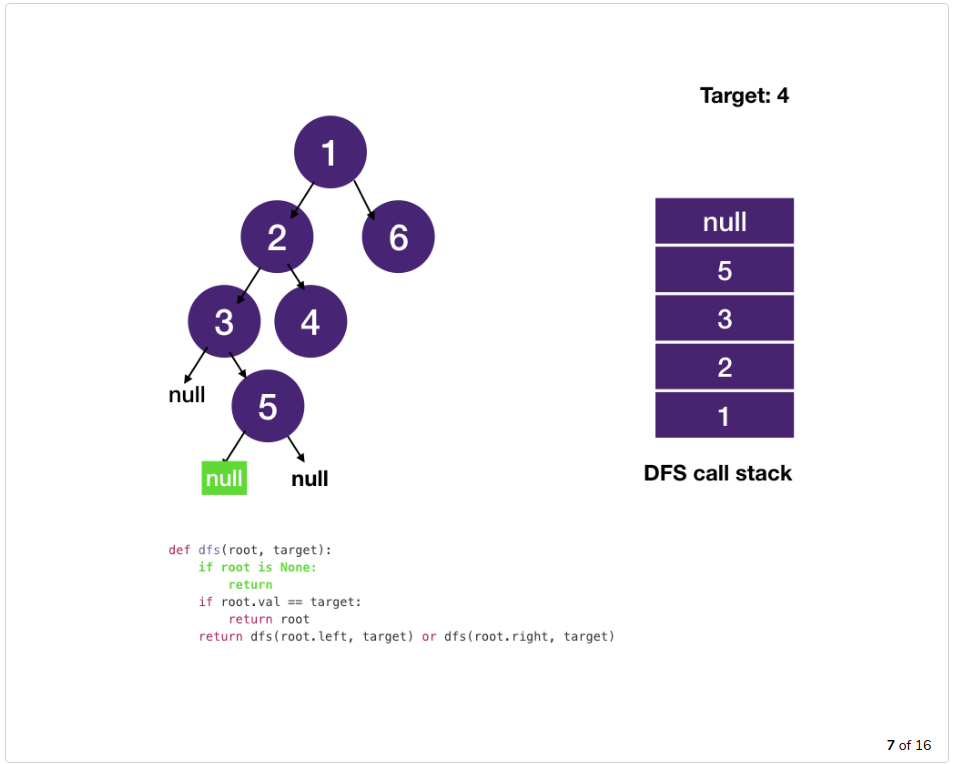 Target: 4
1
2
6
3
4
null
5
null
null
null
5
3
2
1
DFS call stack
def dfs(root, target):
    if root is None:
        return
    if root.val == target:
        return root
    return dfs(root.left, target) or dfs(root.right, target)
7 of 16